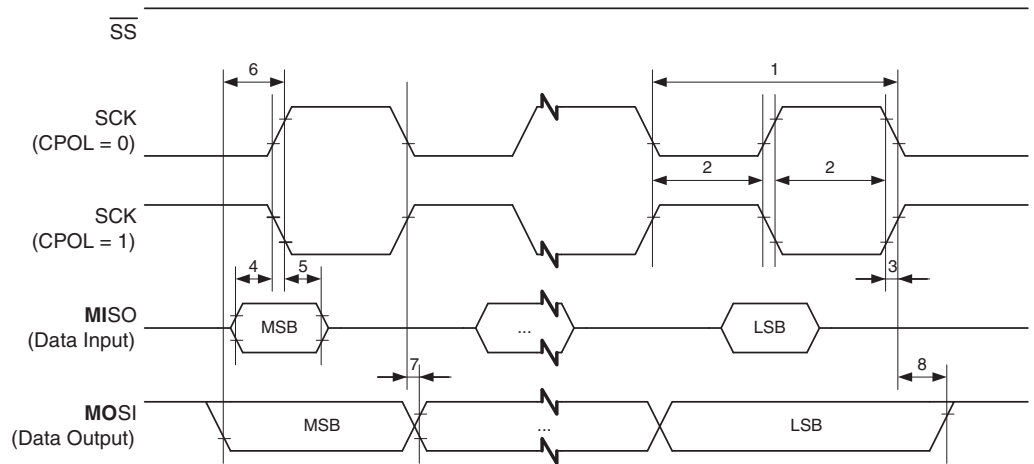 SS
6
1
SCK
(CPOL = 0)
2
2
SCK
(CPOL = 1)
4
5
3
MISO
(Data Input)
MSB
...
LSB
7
8
MOSI
(Data Output)
MSB
...
LSB